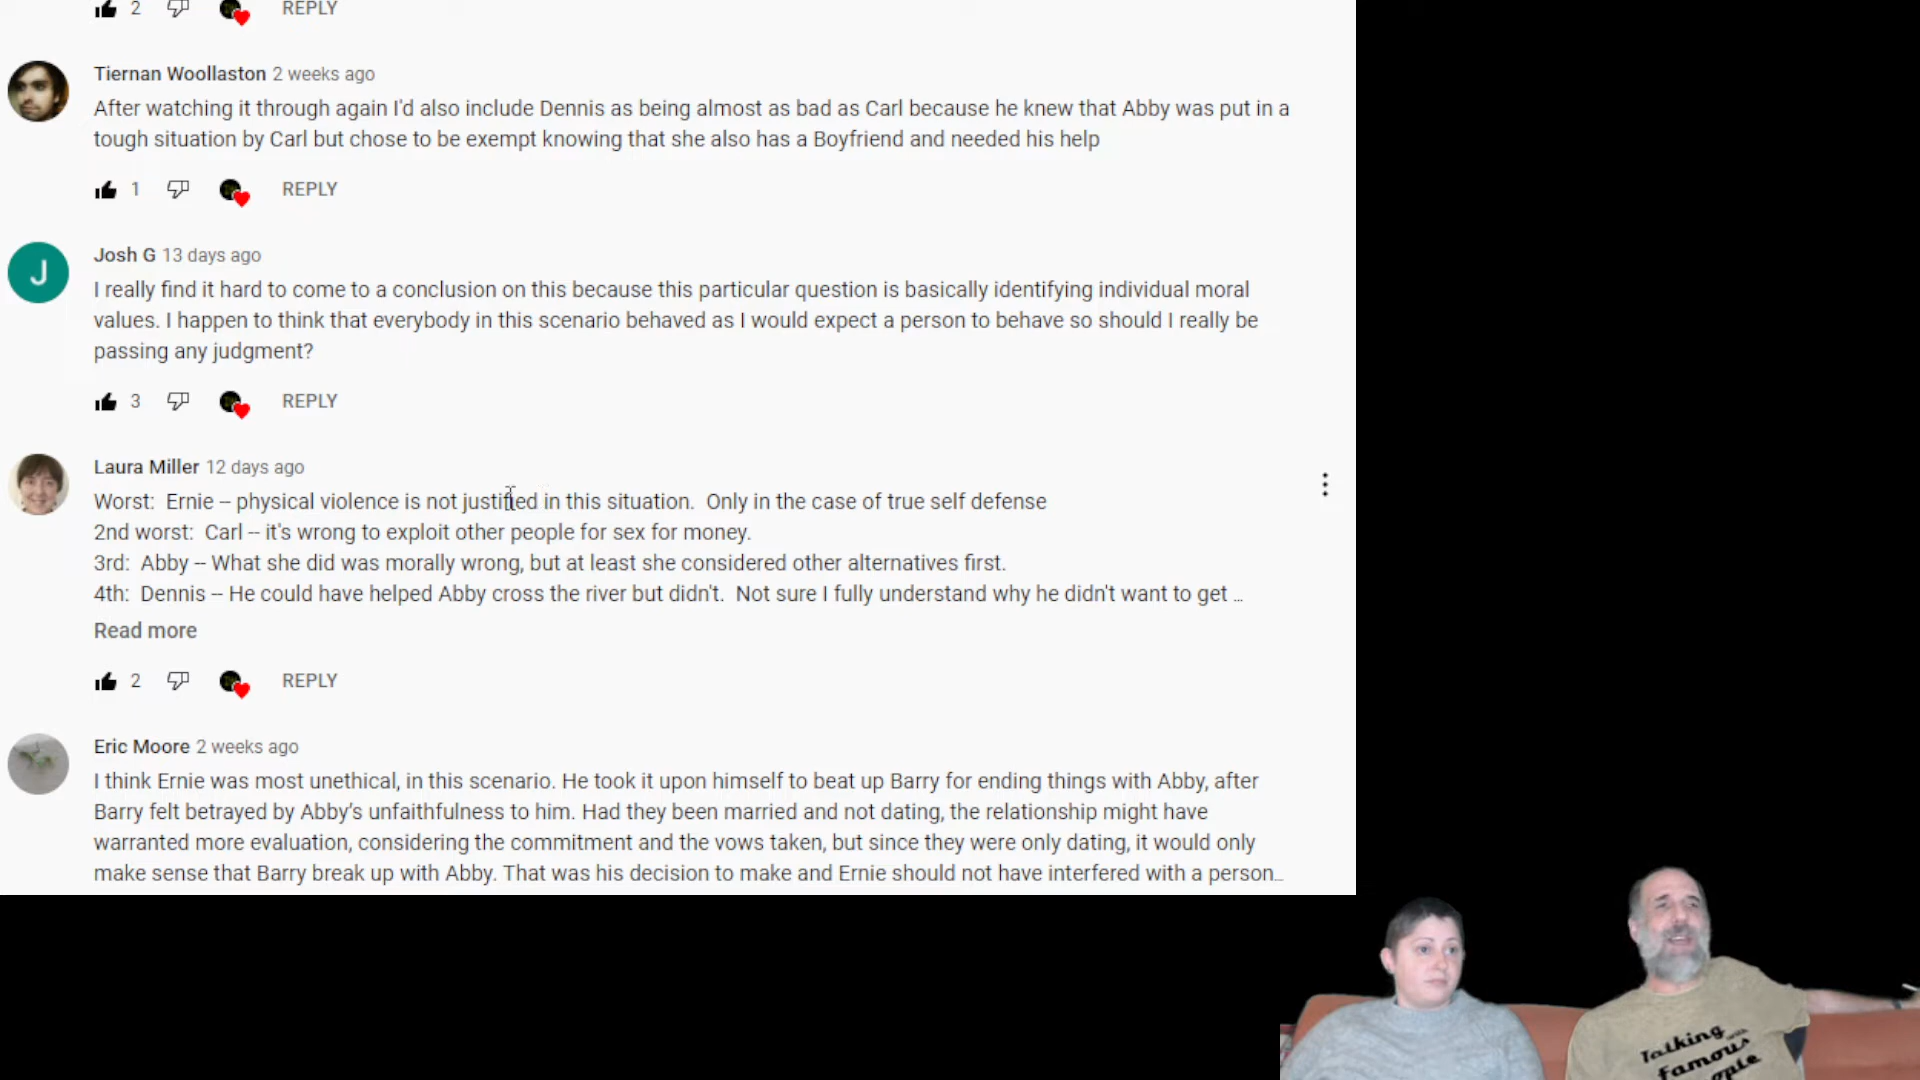 2 REPLY
Tiernan Woollaston 2 weeks ago
After watching it through again I'd also include Dennis as being almost as bad as Carl because he knew that Abby was put in a
tough situation by Carl but chose to be exempt knowing that she also has a Boyfriend and needed his help
1 REPLY
J
Josh G 13 days ago
I really find it hard to come to a conclusion on this because this particular question is basically identifying individual moral
values. I happen to think that everybody in this scenario behaved as I would expect a person to behave so should I really be
passing any judgment?
3 REPLY
Laura Miller 12 days ago
Worst:  Ernie -- physical violence is not justified in this situation.  Only in the case of true self defense
2nd worst:  Carl -- it's wrong to exploit other people for sex for money.
3rd:  Abby -- What she did was morally wrong, but at least she considered other alternatives first.
4th:  Dennis -- He could have helped Abby cross the river but didn't.  Not sure I fully understand why he didn't want to get ...
Read more
2 REPLY
Eric Moore 2 weeks ago
I think Ernie was most unethical, in this scenario. He took it upon himself to beat up Barry for ending things with Abby, after
Barry felt betrayed by Abby's unfaithfulness to him. Had they been married and not dating, the relationship might have
warranted more evaluation, considering the commitment and the vows taken, but since they were only dating, it would only
make sense that Barry break up with Abby. That was his decision to make and Ernie should not have interfered with a person...
Talking with
Famous